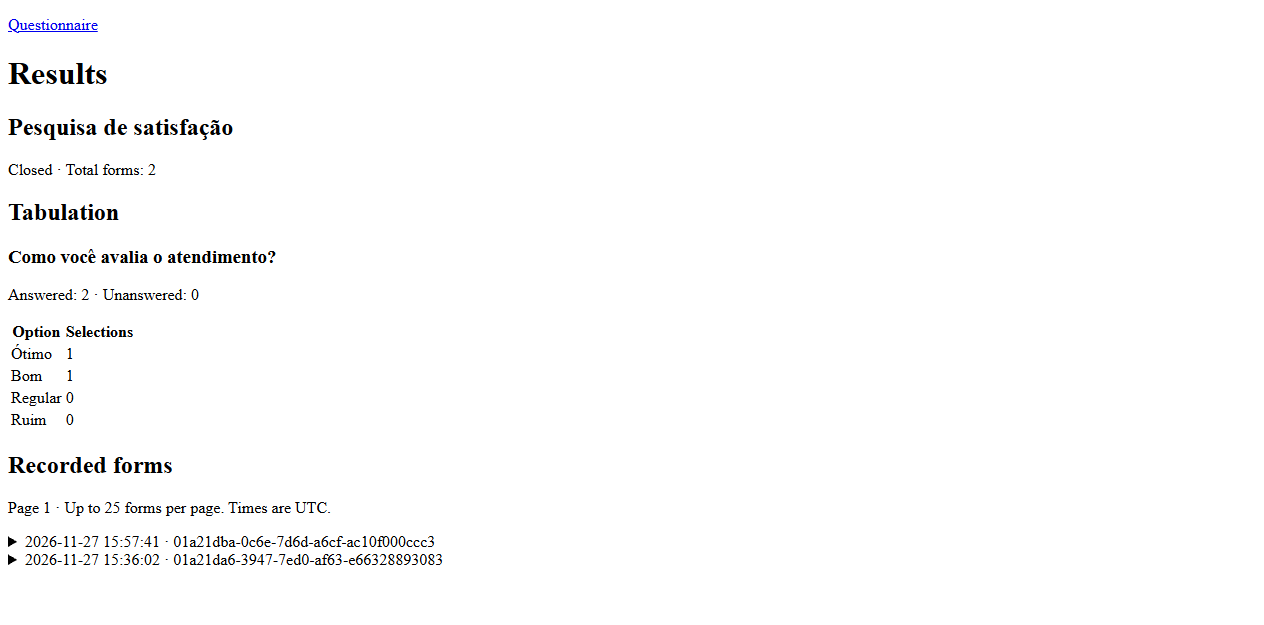 Questionnaire
Results
Pesquisa de satisfação
Closed · Total forms: 2
Tabulation
Como você avalia o atendimento?
Answered: 2 · Unanswered: 0
Option Selections
Ótimo 1
Bom 1
Regular 0
Ruim 0
Recorded forms
Page 1 · Up to 25 forms per page. Times are UTC.
2026-11-27 15:57:41 · 01a21dba-0c6e-7d6d-a6cf-ac10f000ccc3
2026-11-27 15:36:02 · 01a21da6-3947-7ed0-af63-e66328893083